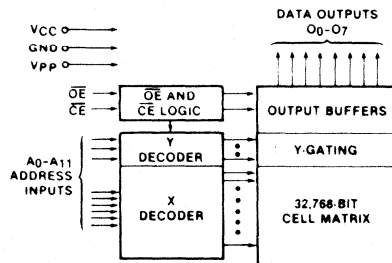 DATA OUTPUTS
O0-O7
VCC
GND
VPP
OE
CE
OE AND
CE LOGIC
OUTPUT BUFFERS
A0-A11
ADDRESS
INPUTS
Y
DECODER
Y-GATING
X
DECODER
32,768-BIT
CELL MATRIX